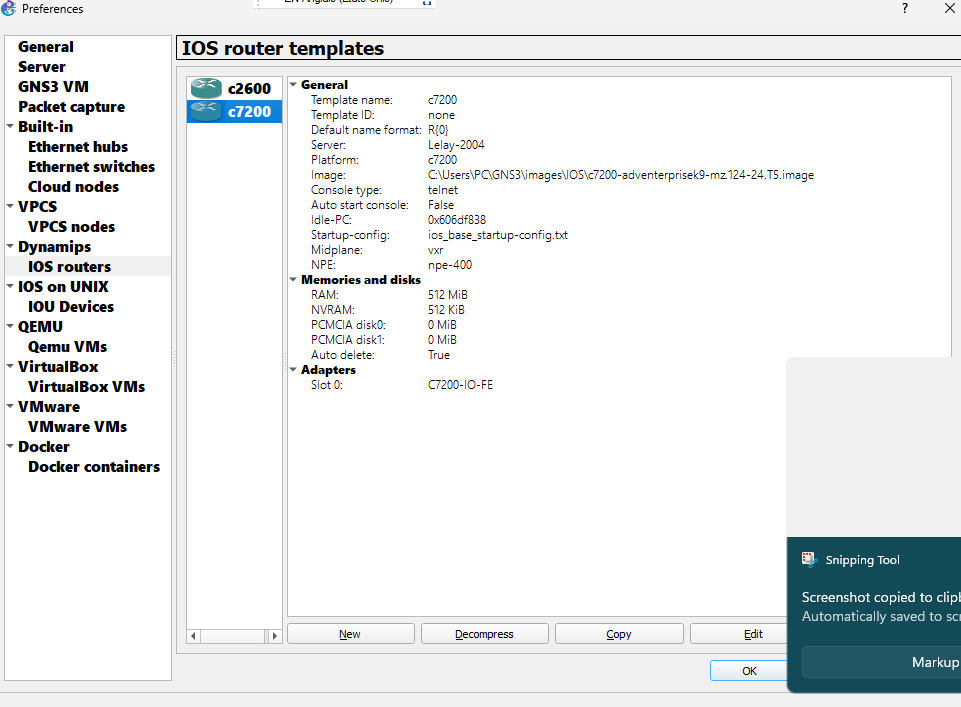 Preferences
?
General
Server
GNS3 VM
Packet capture
Built-in
Ethernet hubs
Ethernet switches
Cloud nodes
VPCS
VPCS nodes
Dynamips
IOS routers
IOS on UNIX
IOU Devices
QEMU
Qemu VMs
VirtualBox
VirtualBox VMs
VMware
VMware VMs
Docker
Docker containers
IOS router templates
c2600
c7200
General
Template name: c7200
Template ID: none
Default name format: R{0}
Server: Lelay-2004
Platform: c7200
Image: C:\Users\PC\GNS3\images\IOS\c7200-adventerprisek9-mz.124-24.T5.image
Console type: telnet
Auto start console: False
Idle-PC: 0x606df838
Startup-config: ios_base_startup-config.txt
Midplane: vxr
NPE: npe-400
Memories and disks
RAM: 512 MiB
NVRAM: 512 KiB
PCMCIA disk0: 0 MiB
PCMCIA disk1: 0 MiB
Auto delete: True
Adapters
Slot 0: C7200-IO-FE
New
Decompress
Copy
Edit
OK
Snipping Tool
Screenshot copied to clipb
Automatically saved to scr
Markup